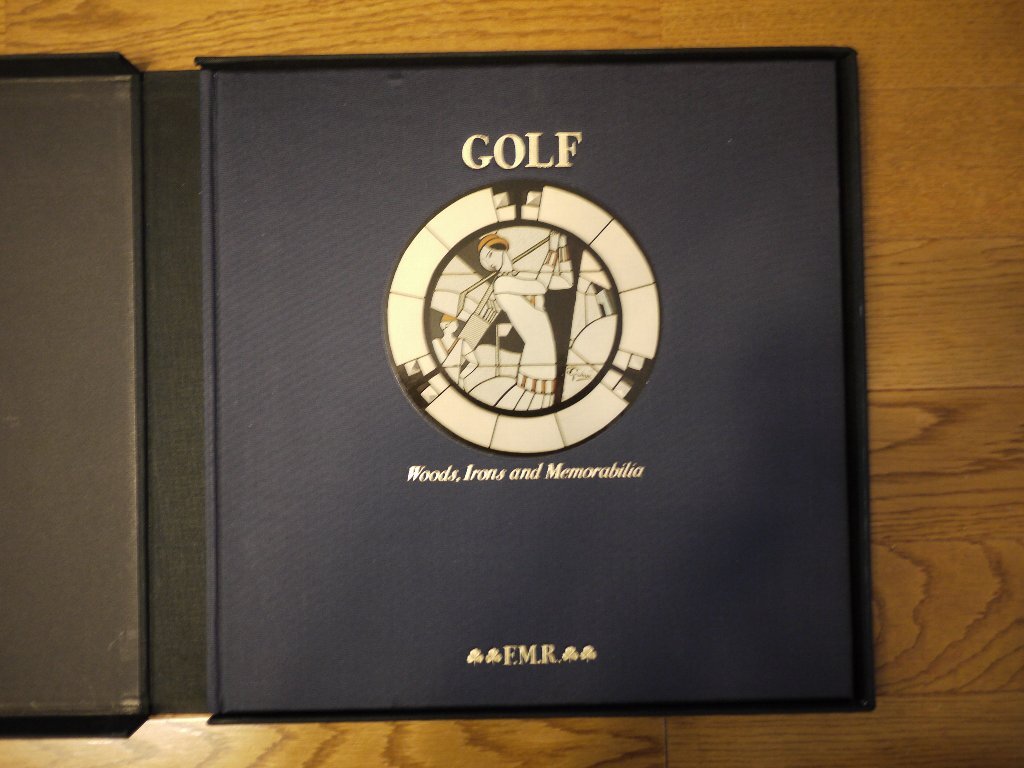 GOLF
Woods, Irons and Memorabilia
F.M.R.